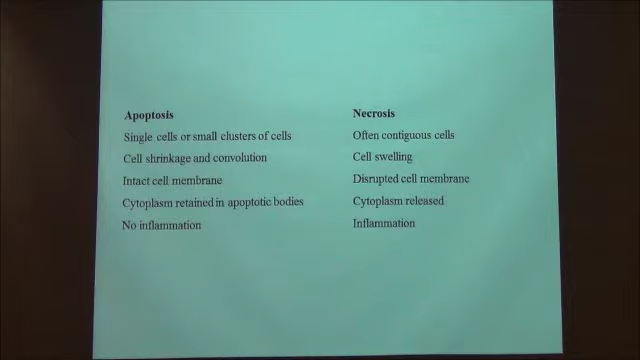 Apoptosis Necrosis
Single cells or small clusters of cells Often contiguous cells
Cell shrinkage and convolution Cell swelling
Intact cell membrane Disrupted cell membrane
Cytoplasm retained in apoptotic bodies Cytoplasm released
No inflammation Inflammation